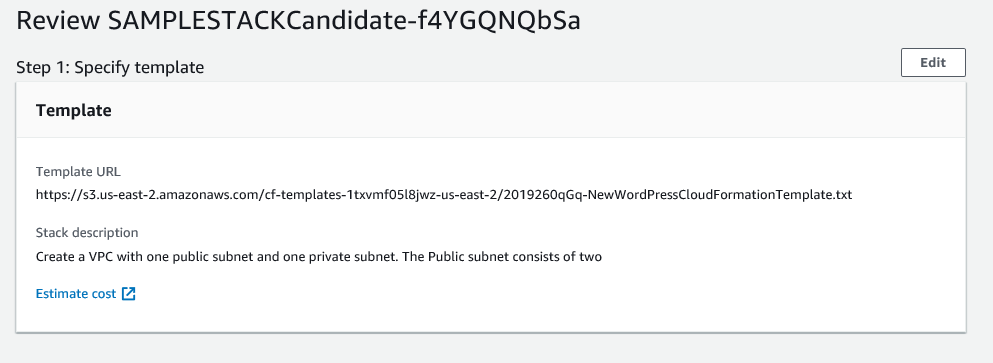 Review SAMPLESTACKCandidate-f4YGQNQbSa
Step 1: Specify template
Edit
Template
Template URL
https://s3.us-east-2.amazonaws.com/cf-templates-1txvmf05l8jwz-us-east-2/2019260qGq-NewWordPressCloudFormationTemplate.txt
Stack description
Create a VPC with one public subnet and one private subnet. The Public subnet consists of two
Estimate cost